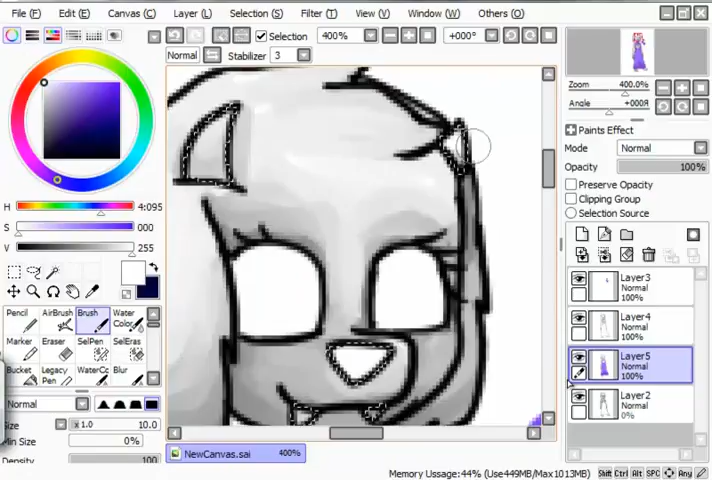 File (F) Edit (E) Canvas (C) Layer (L) Selection (S) Filter (T) View (V) Window (W) Others (O)
Selection 400% +000°
Normal Stabilizer 3
Zoom 400.0%
Angle +000Я
Paints Effect
Mode Normal
Opacity 100%
Preserve Opacity
Clipping Group
Selection Source
H 4:095
S 000
V 255
Pencil AirBrush Brush Water Color
Marker Eraser SelPen SelEras
Bucket WaterCo Blur
Normal
Size x 1.0 10.0
Min Size 0%
Density 100
Layer3
Normal
100%
Layer4
Normal
100%
Layer5
Normal
100%
Layer2
Normal
0%
NewCanvas.sai 400%
Memory Usage: 44% (Use449MB/Max1013MB) Shift Ctrl Alt SPC Any